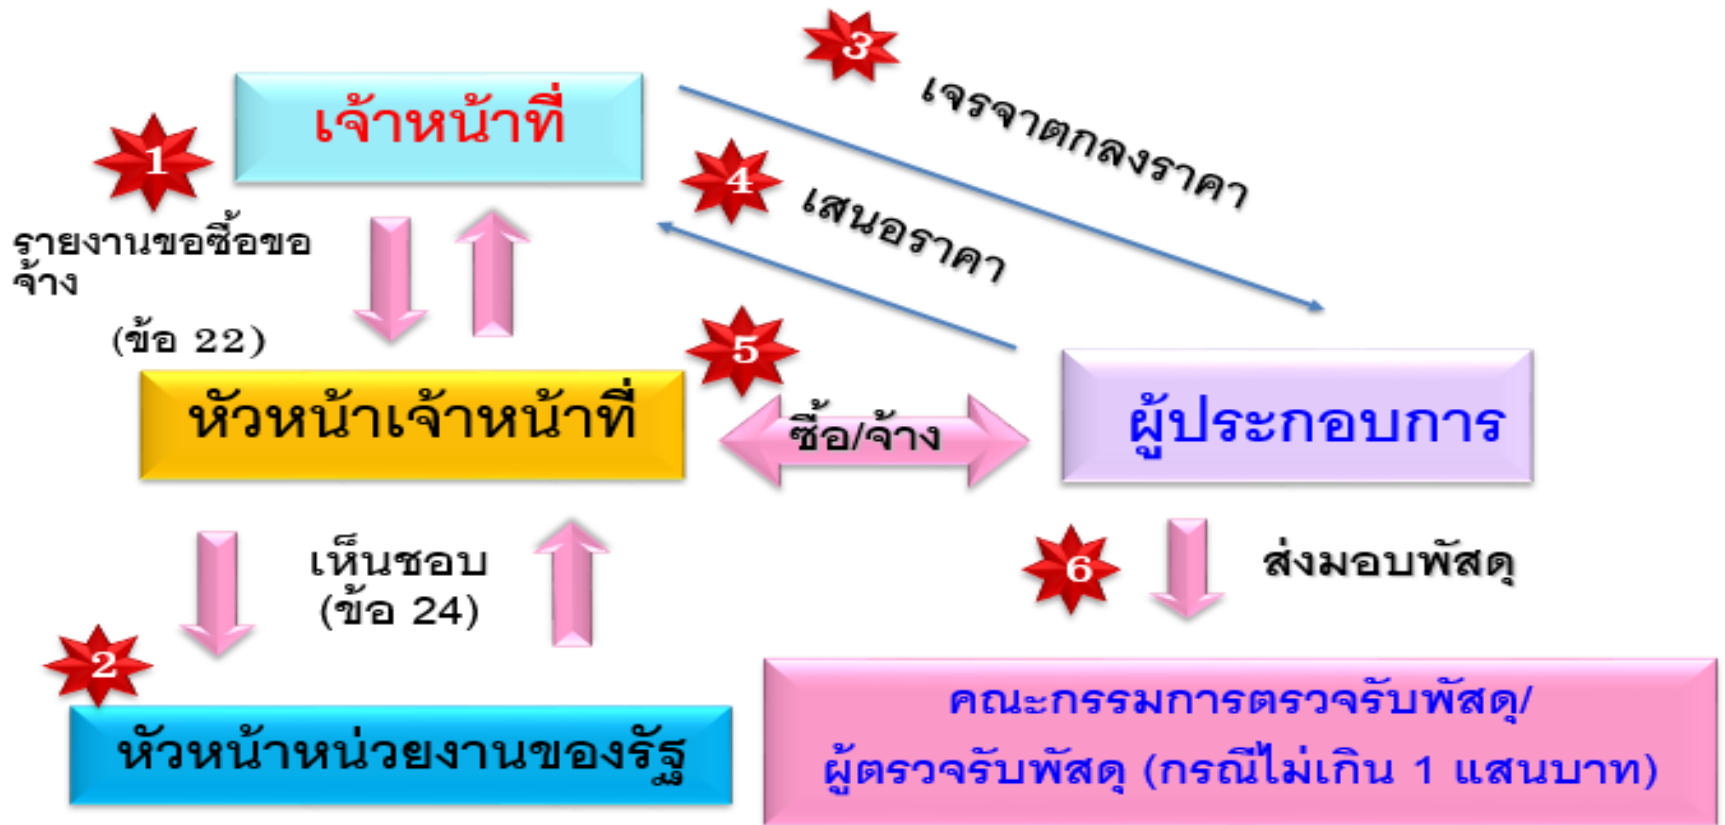 3
เจรจาตกลงราคา
เจ้าหน้าที่
1
4
เสนอราคา
รายงานขอซื้อขอ
จ้าง
(ข้อ 22)
5
หัวหน้าเจ้าหน้าที่
ซื้อ/จ้าง
ผู้ประกอบการ
เห็นชอบ
(ข้อ 24)
6
ส่งมอบพัสดุ
2
หัวหน้าหน่วยงานของรัฐ
คณะกรรมการตรวจรับพัสดุ/
ผู้ตรวจรับพัสดุ (กรณีไม่เกิน 1 แสนบาท)